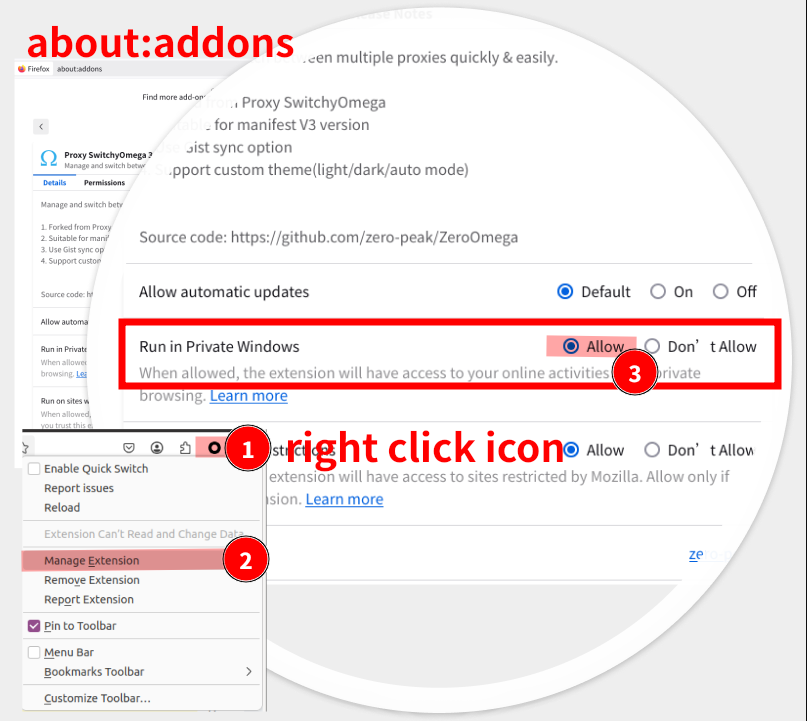 about:addons
Release Notes
Firefox about:addons
een multiple proxies quickly & easily.
Find more add-on
from Proxy SwitchyOmega
for manifest V3 version
Gist sync option
4. Support custom theme(light/dark/auto mode)
Source code: https://github.com/zero-peak/ZeroOmega
Proxy SwitchyOmega 3
Manage and switch betw
Details Permissions
Manage and switch betw
1. Forked from Proxy
2. Suitable for manif
3. Use Gist sync op
4. Support custom
Source code: ht
Allow automa
Run in Private
When allowed,
browsing. Lea
Run on sites w
When allowed,
you trust this ex
Allow automatic updates Default On Off
Run in Private Windows Allow Don't Allow
When allowed, the extension will have access to your online activities private
browsing. Learn more
3
1 right click icon
strictions Allow Don't Allow
extension will have access to sites restricted by Mozilla. Allow only if
nsion. Learn more
zero-p
Enable Quick Switch
Report issues
Reload
Extension Can't Read and Change Data
Manage Extension
2
Remove Extension
Report Extension
Pin to Toolbar
Menu Bar
Bookmarks Toolbar
Customize Toolbar…